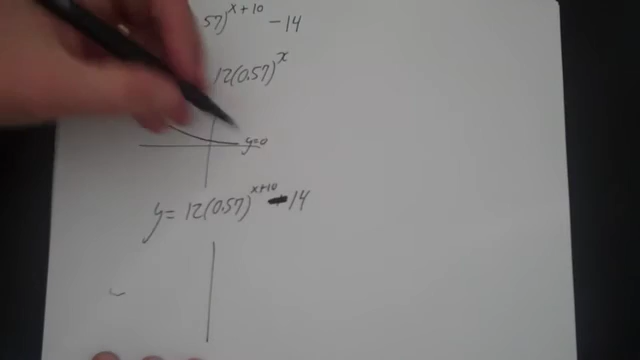 57)^{x+10} -14
12(0.57)^x
y=0
y = 12(0.57)^{x+10} -14